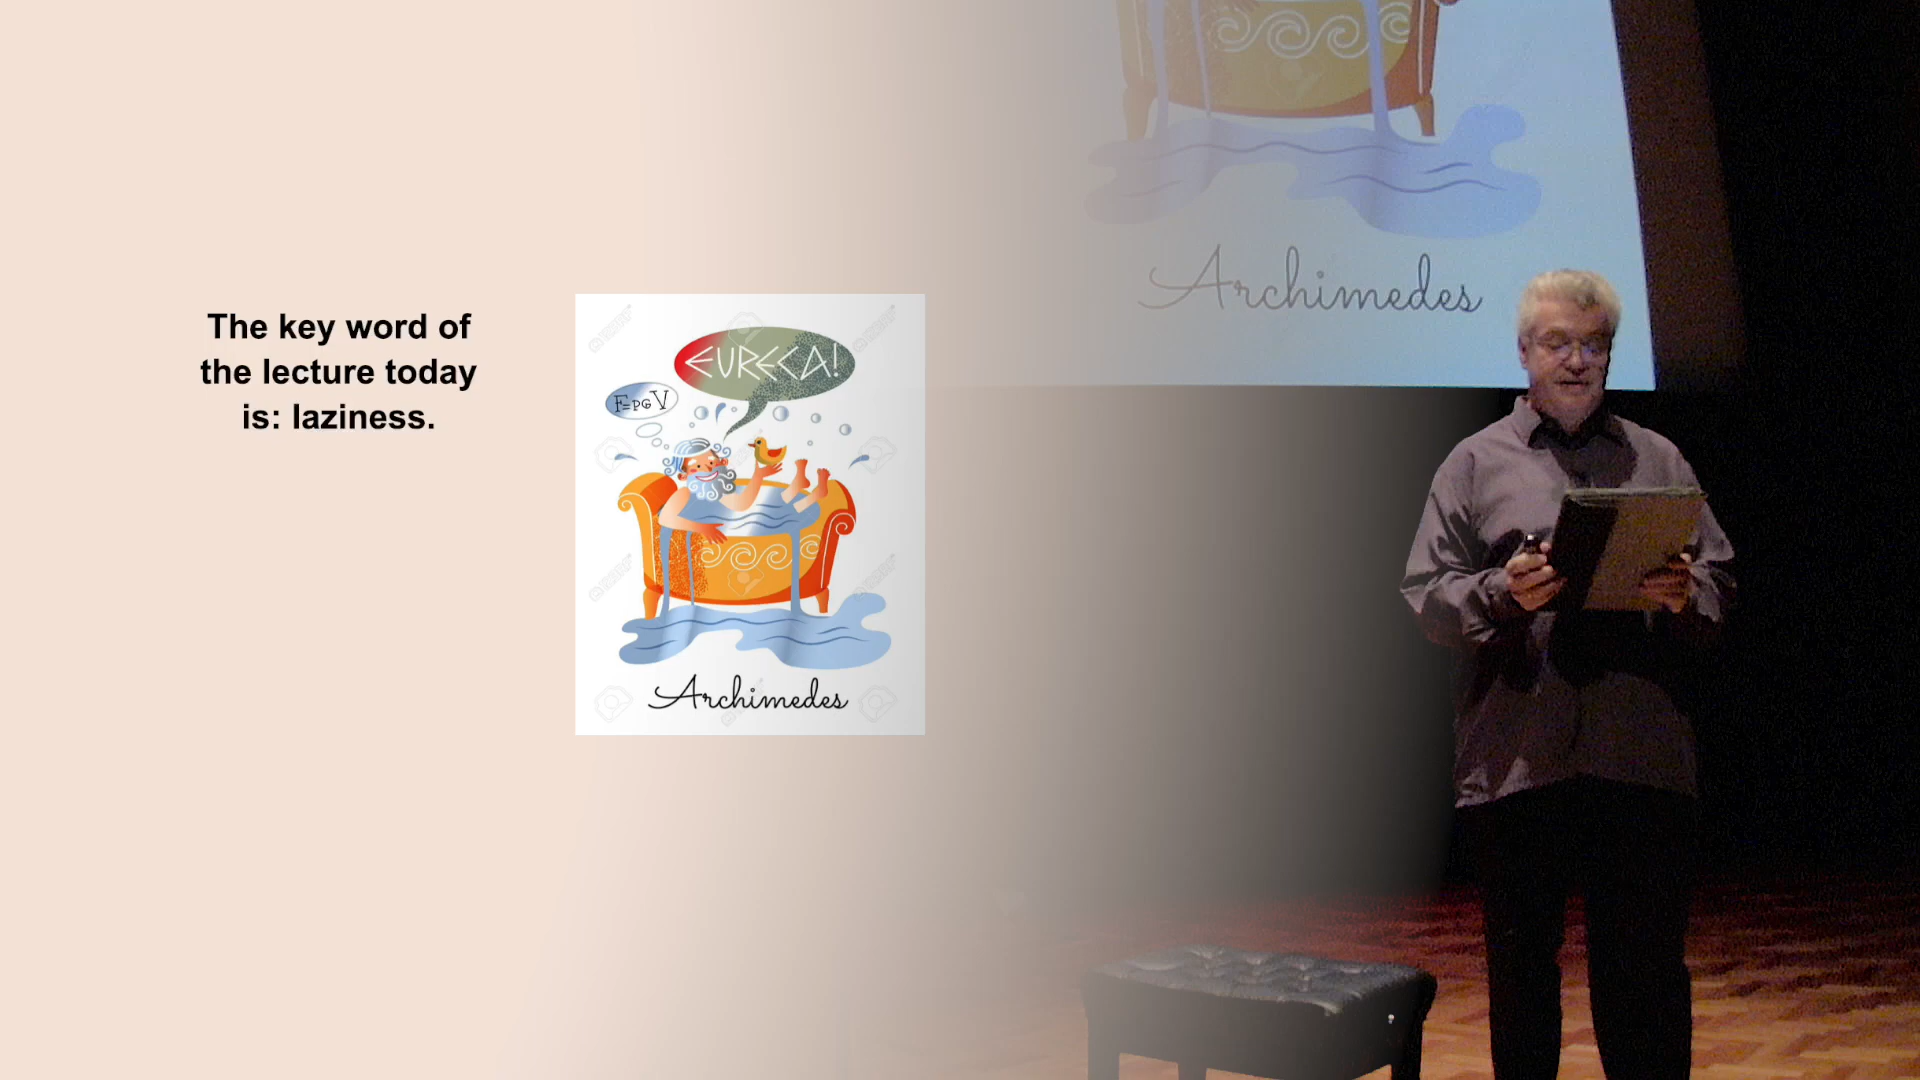 The key word of
the lecture today
is: laziness.
EURECA!
F=ρGV
Archimedes
Archimedes